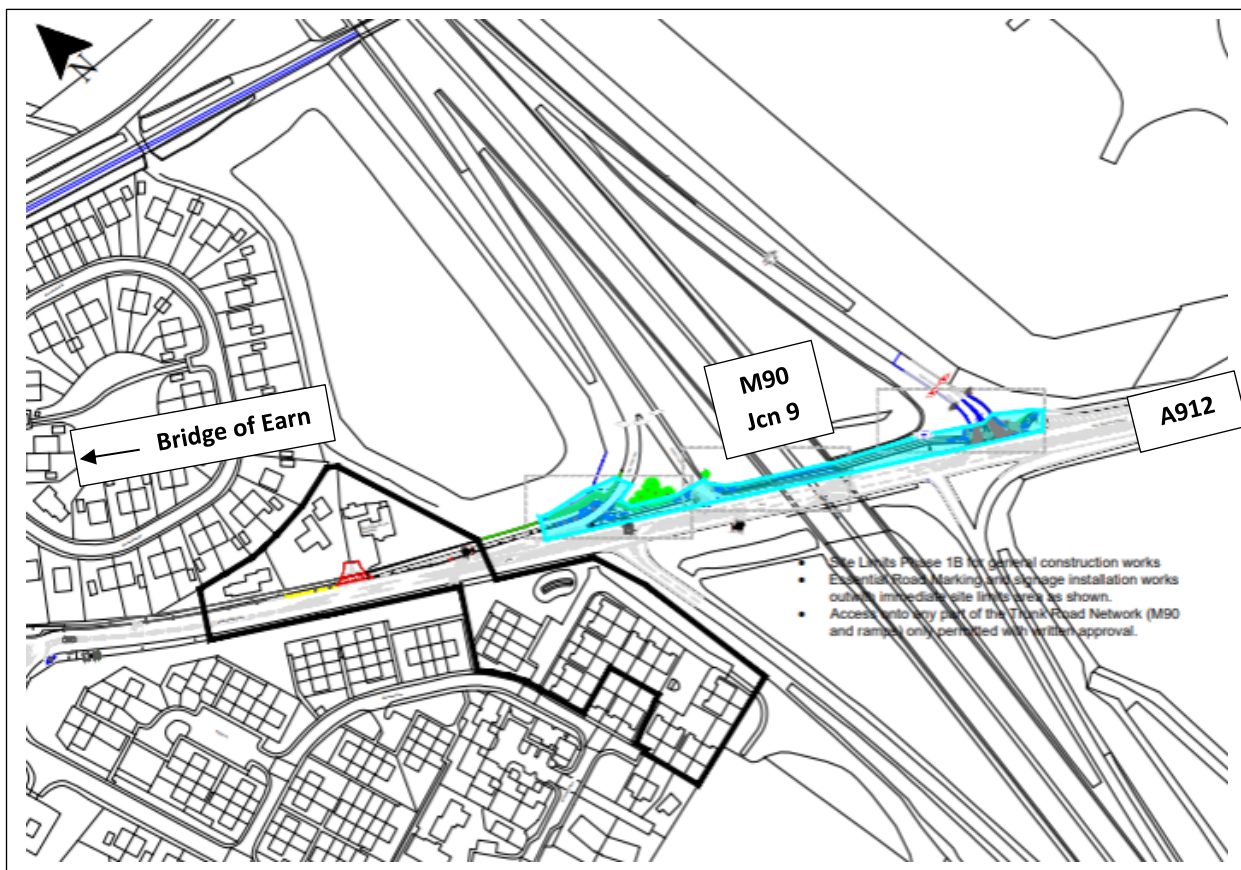 N
M90
Jcn 9
Bridge of Earn
A912
• Site Limits Phase 1B for general construction works
• Essential Road Marking and signage installation works
outwith immediate site limits area as shown.
• Access onto any part of the Trunk Road Network (M90
and ramps) only permitted with written approval.